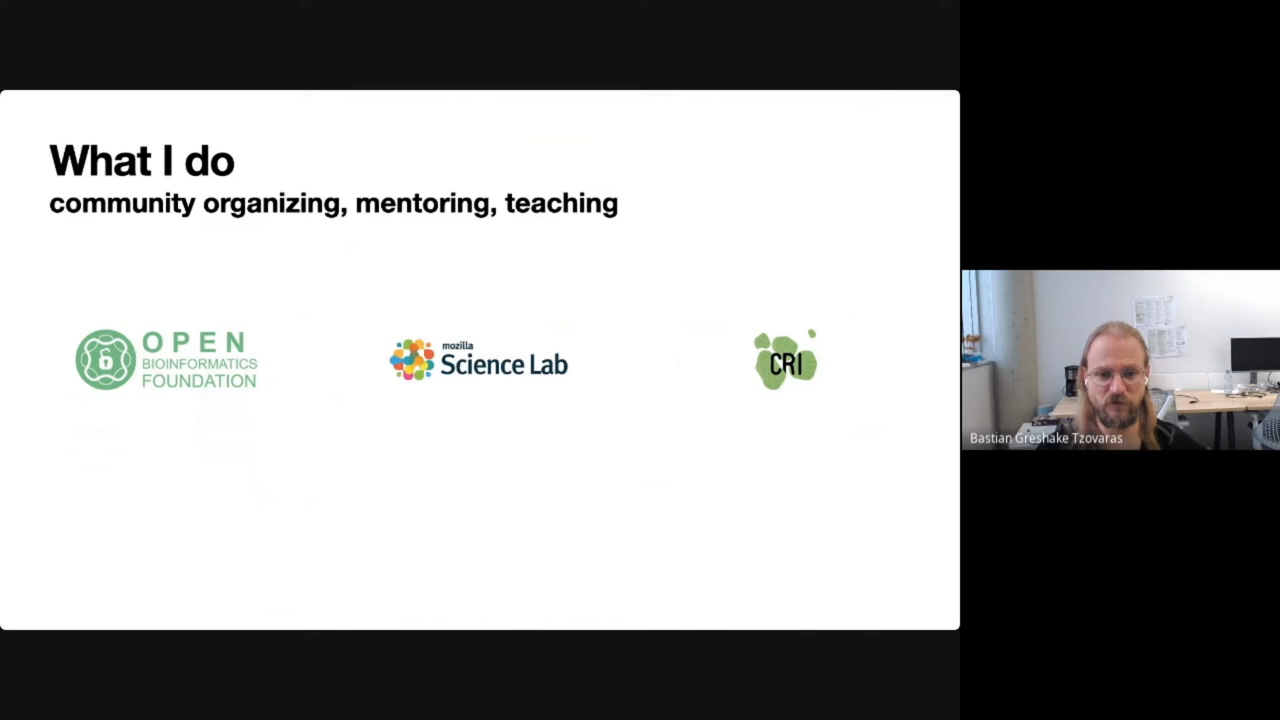 What I do
community organizing, mentoring, teaching
OPEN
BIOINFORMATICS
FOUNDATION
mozilla
Science Lab
CRI
Bastian Greshake Tzovaras